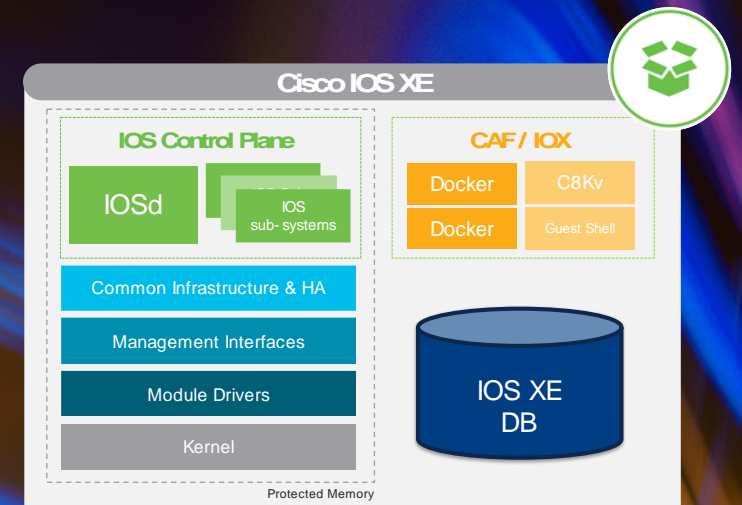 Cisco IOS XE
IOS Control Plane
IOSd
IOS
sub- systems
Common Infrastructure & HA
Management Interfaces
Module Drivers
Kernel
Protected Memory
CAF / IOX
Docker
C8Kv
Docker
Guest Shell
IOS XE
DB